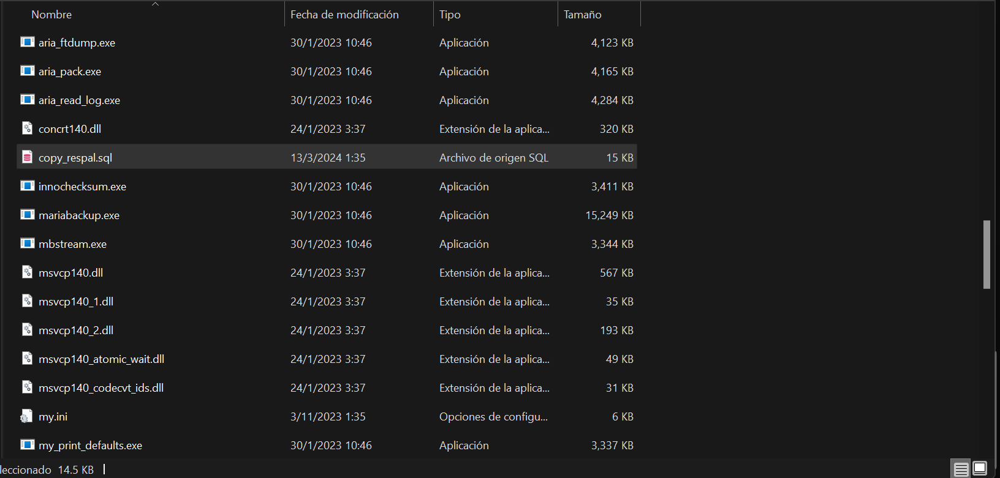 Nombre Fecha de modificación Tipo Tamaño
aria_ftdump.exe 30/1/2023 10:46 Aplicación 4,123 KB
aria_pack.exe 30/1/2023 10:46 Aplicación 4,165 KB
aria_read_log.exe 30/1/2023 10:46 Aplicación 4,284 KB
concrt140.dll 24/1/2023 3:37 Extensión de la aplica... 320 KB
copy_respal.sql 13/3/2024 1:35 Archivo de origen SQL 15 KB
innochecksum.exe 30/1/2023 10:46 Aplicación 3,411 KB
mariabackup.exe 30/1/2023 10:46 Aplicación 15,249 KB
mbstream.exe 30/1/2023 10:46 Aplicación 3,344 KB
msvcp140.dll 24/1/2023 3:37 Extensión de la aplica... 567 KB
msvcp140_1.dll 24/1/2023 3:37 Extensión de la aplica... 35 KB
msvcp140_2.dll 24/1/2023 3:37 Extensión de la aplica... 193 KB
msvcp140_atomic_wait.dll 24/1/2023 3:37 Extensión de la aplica... 49 KB
msvcp140_codecvt_ids.dll 24/1/2023 3:37 Extensión de la aplica... 31 KB
my.ini 3/11/2023 1:35 Opciones de configu... 6 KB
my_print_defaults.exe 30/1/2023 10:46 Aplicación 3,337 KB
leccionado 14.5 KB